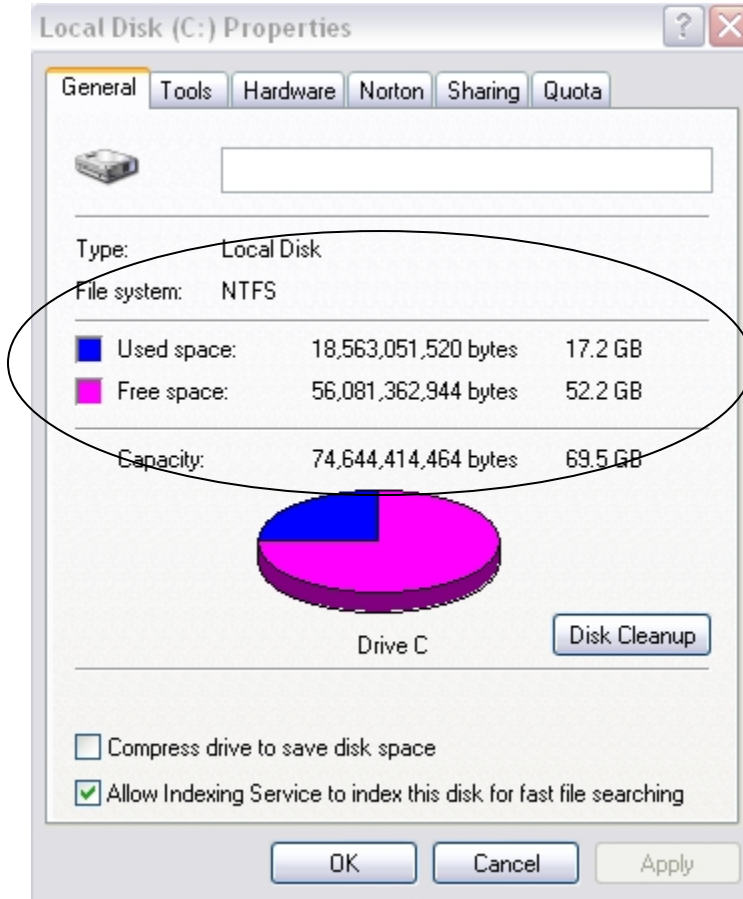 Local Disk (C:) Properties ?
General Tools Hardware Norton Sharing Quota
Type: Local Disk
File system: NTFS
Used space: 18,563,051,520 bytes 17.2 GB
Free space: 56,081,362,944 bytes 52.2 GB
Capacity: 74,644,414,464 bytes 69.5 GB
Drive C
Disk Cleanup
Compress drive to save disk space
Allow Indexing Service to index this disk for fast file searching
OK Cancel Apply